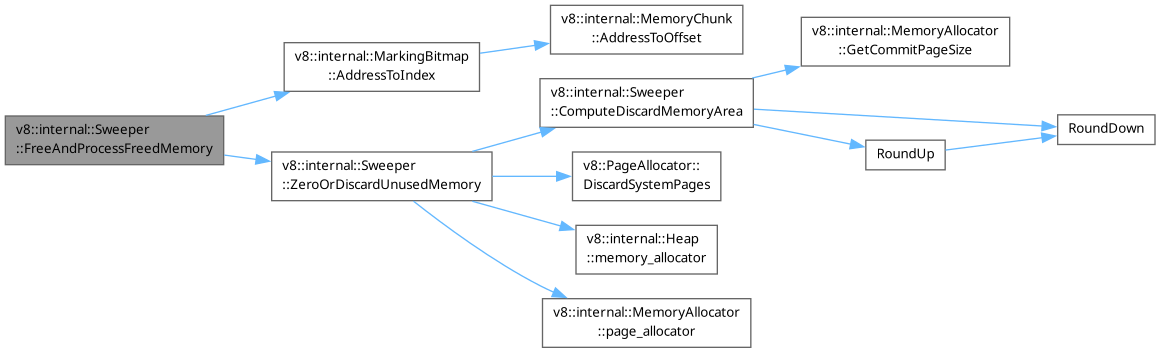 v8::internal::Sweeper
::FreeAndProcessFreedMemory
v8::internal::MarkingBitmap
::AddressToIndex
v8::internal::MemoryChunk
::AddressToOffset
v8::internal::Sweeper
::ZeroOrDiscardUnusedMemory
v8::internal::Sweeper
::ComputeDiscardMemoryArea
v8::internal::MemoryAllocator
::GetCommitPageSize
RoundDown
RoundUp
v8::PageAllocator::
DiscardSystemPages
v8::internal::Heap
::memory_allocator
v8::internal::MemoryAllocator
::page_allocator